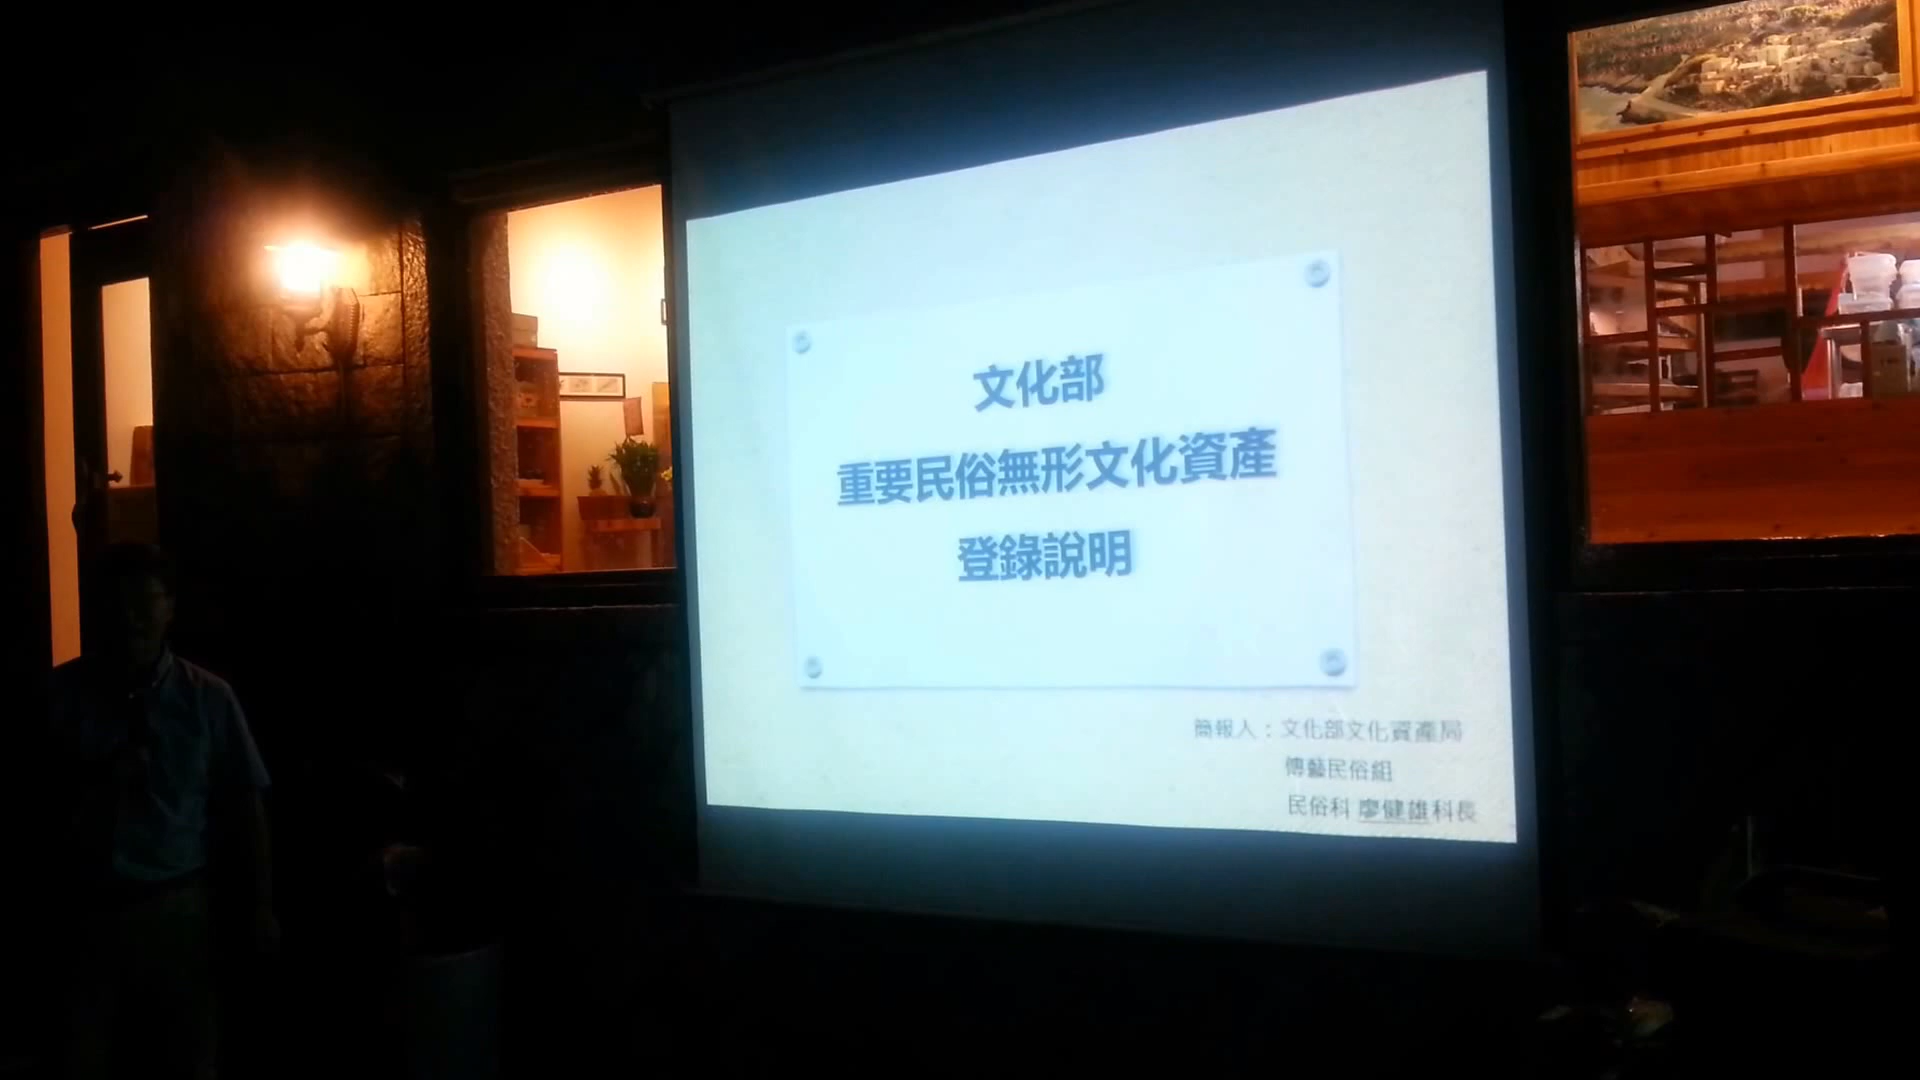 文化部
重要民俗無形文化資產
登錄說明
簡報人：文化部文化資產局
傳藝民俗組
民俗科 廖健雄科長